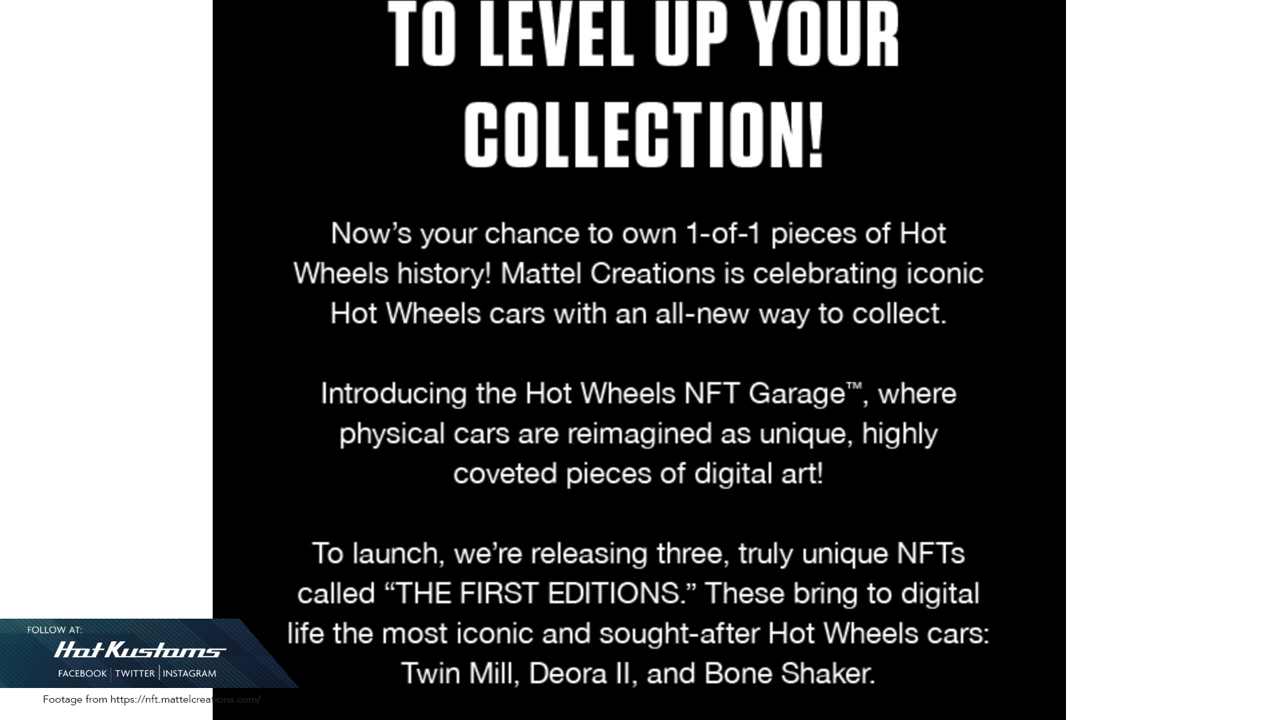 TO LEVEL UP YOUR
COLLECTION!
Now’s your chance to own 1-of-1 pieces of Hot
Wheels history! Mattel Creations is celebrating iconic
Hot Wheels cars with an all-new way to collect.
Introducing the Hot Wheels NFT Garage™, where
physical cars are reimagined as unique, highly
coveted pieces of digital art!
To launch, we’re releasing three, truly unique NFTs
called “THE FIRST EDITIONS.” These bring to digital
life the most iconic and sought-after Hot Wheels cars:
Twin Mill, Deora II, and Bone Shaker.
FOLLOW AT:
HotKustoms
FACEBOOK | TWITTER | INSTAGRAM
Footage from https://nft.mattelcreations.com/